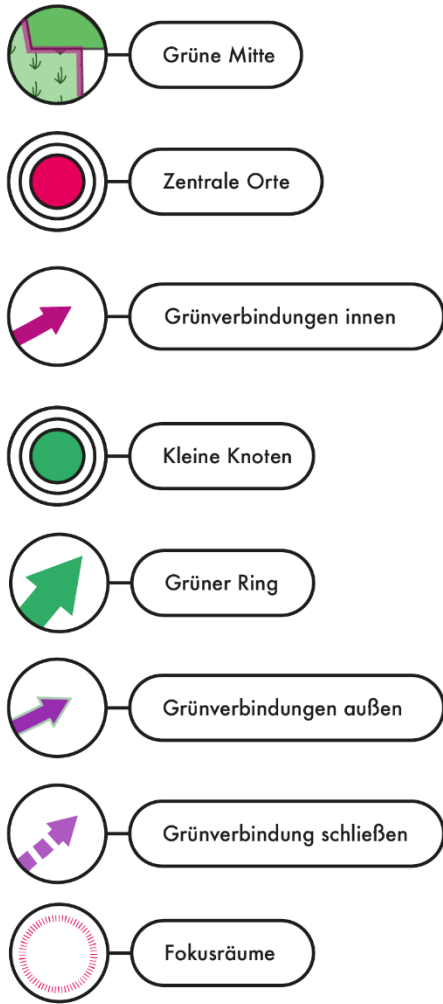 Grüne Mitte
Zentrale Orte
Grünverbindungen innen
Kleine Knoten
Grüner Ring
Grünverbindungen außen
Grünverbindung schließen
Fokusräume